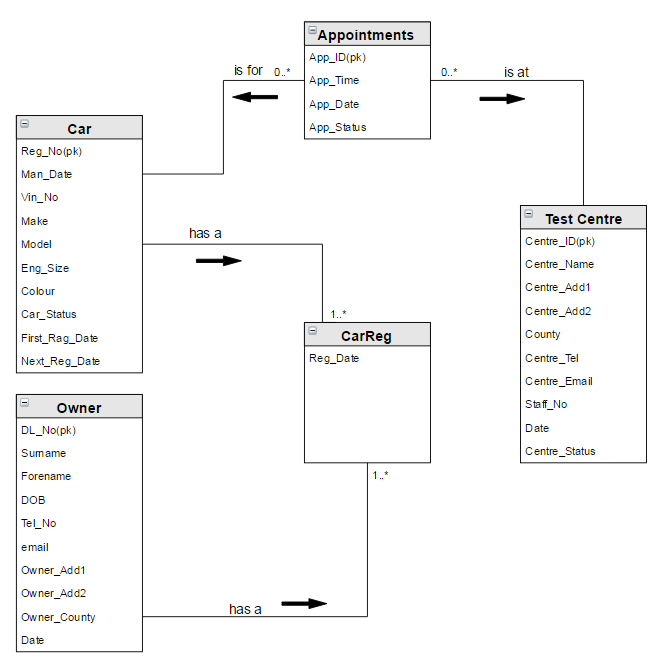 Appointments
App_ID(pk)
App_Time
App_Date
App_Status
is for
0..*
0..*
is at
Car
Reg_No(pk)
Man_Date
Vin_No
Make
Model
Eng_Size
Colour
Car_Status
First_Rag_Date
Next_Reg_Date
has a
1..*
Test Centre
Centre_ID(pk)
Centre_Name
Centre_Add1
Centre_Add2
County
Centre_Tel
Centre_Email
Staff_No
Date
Centre_Status
CarReg
Reg_Date
1..*
Owner
DL_No(pk)
Surname
Forename
DOB
Tel_No
email
Owner_Add1
Owner_Add2
Owner_County
Date
has a